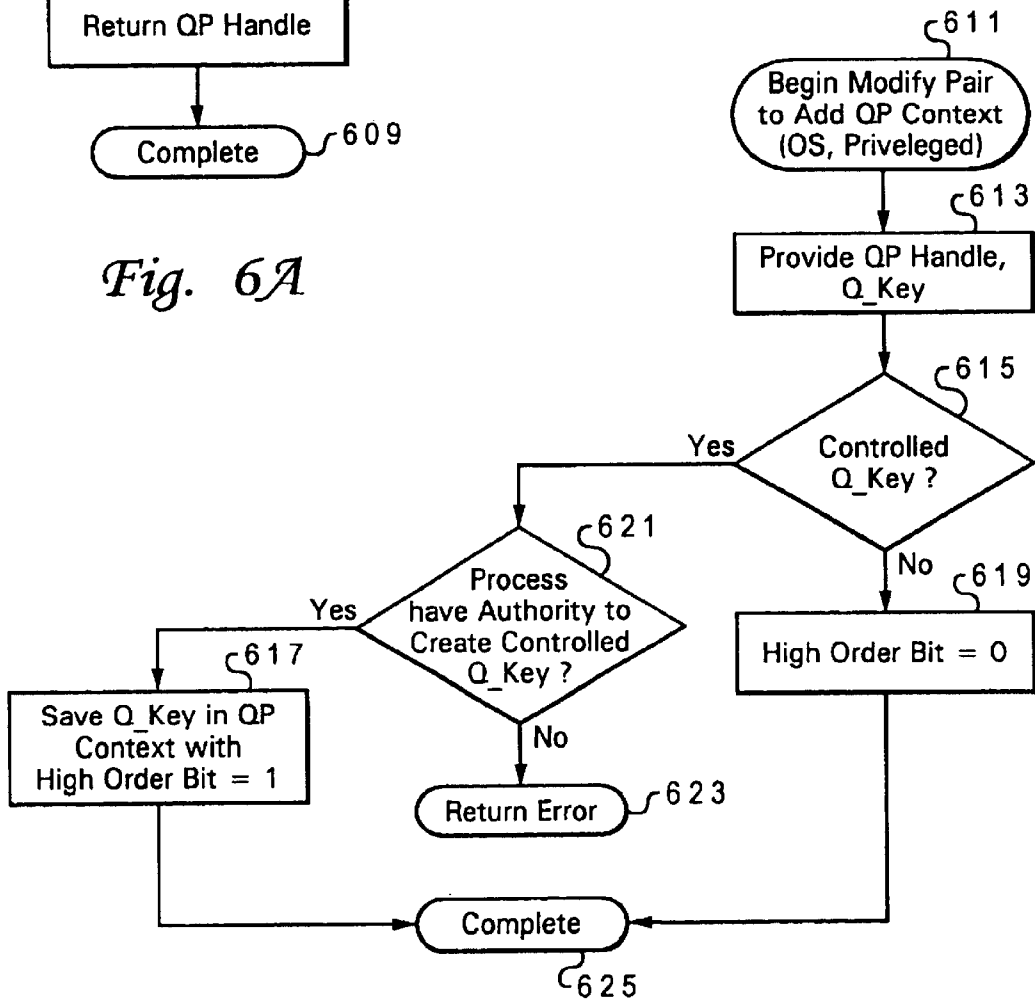 Return QP Handle
Complete
609
Fig. 6A
611
Begin Modify Pair
to Add QP Context
(OS, Priveleged)
613
Provide QP Handle,
Q_Key
615
Controlled
Q_Key ?
Yes
No
621
Process
have Authority to
Create Controlled
Q_Key ?
Yes
No
619
High Order Bit = 0
617
Save Q_Key in QP
Context with
High Order Bit = 1
Return Error
623
Complete
625